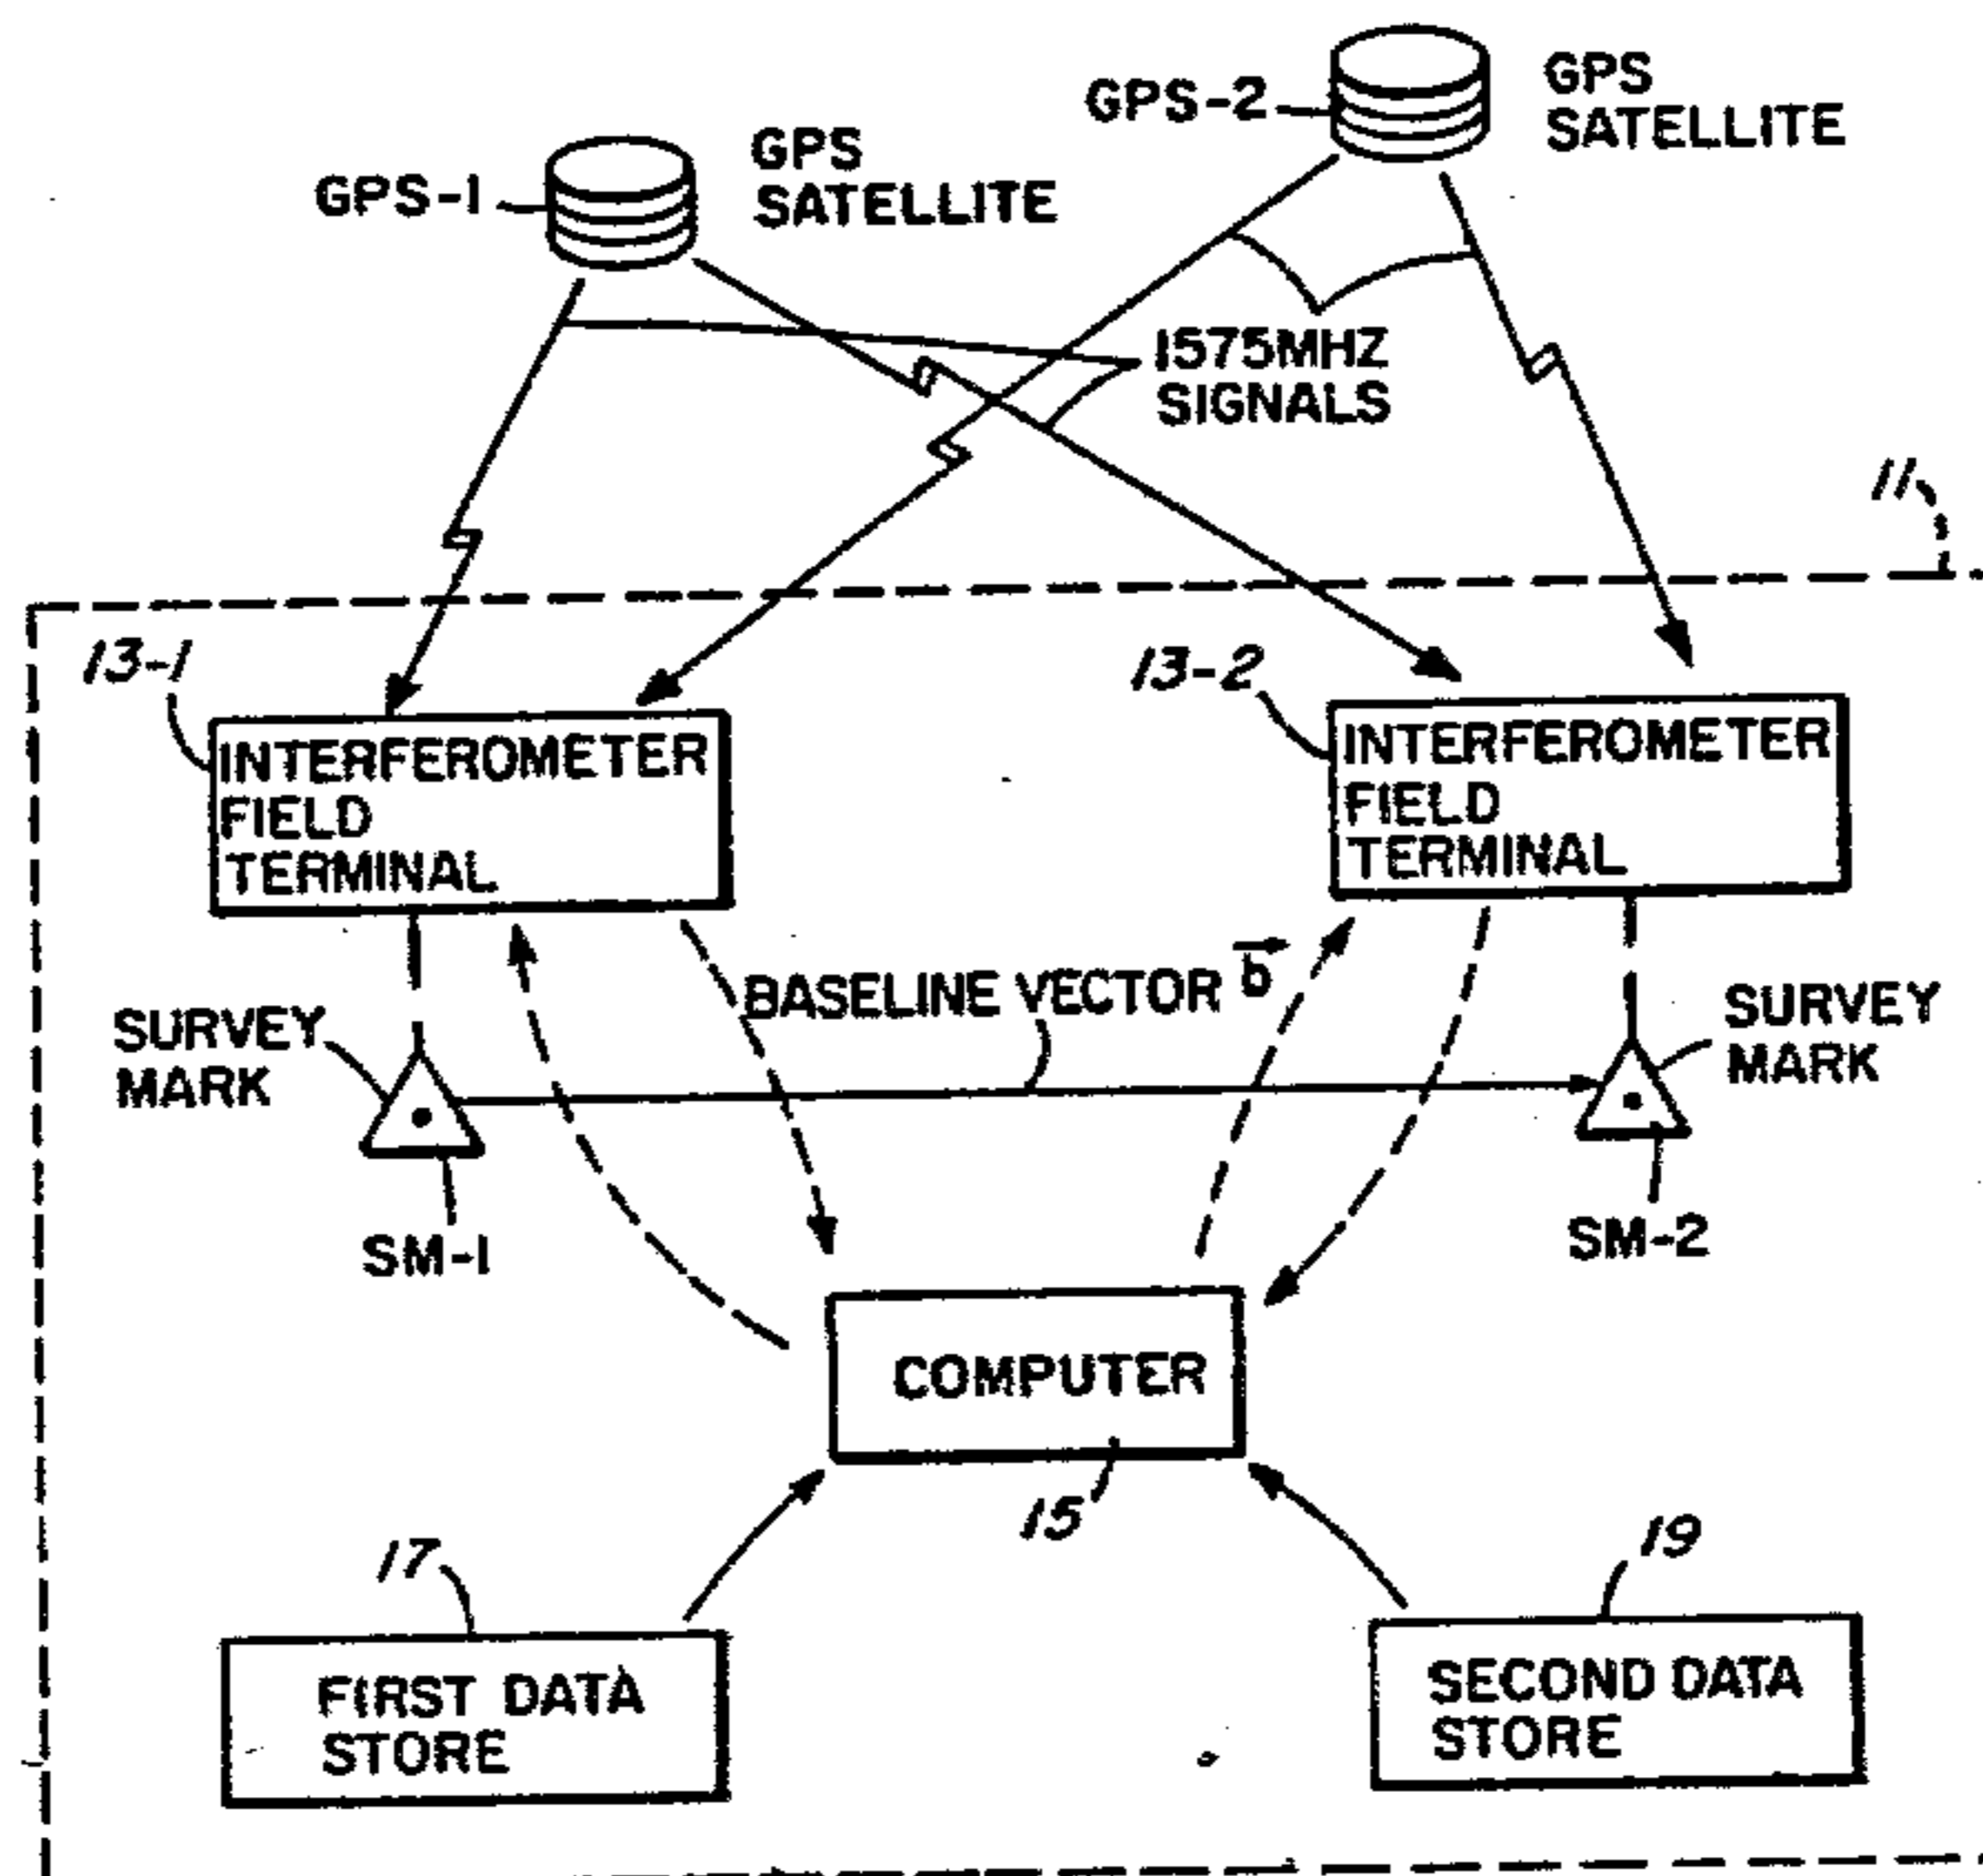 GPS-2
GPS
SATELLITE
GPS-1
GPS
SATELLITE
1575MHZ
SIGNALS
11
13-1
13-2
INTERFEROMETER
FIELD
TERMINAL
INTERFEROMETER
FIELD
TERMINAL
BASELINE VECTOR b
SURVEY
MARK
SURVEY
MARK
SM-1
SM-2
COMPUTER
15
17
19
FIRST DATA
STORE
SECOND DATA
STORE